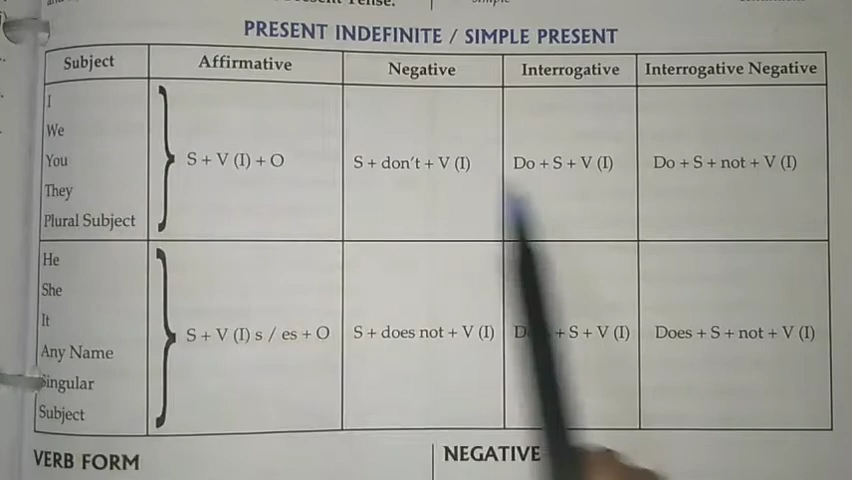 PRESENT INDEFINITE / SIMPLE PRESENT
Subject Affirmative Negative Interrogative Interrogative Negative
I
We
You
They
Plural Subject
S + V (I) + O
S + don't + V (I)
Do + S + V (I)
Do + S + not + V (I)
He
She
It
Any Name
Singular
Subject
S + V (I) s / es + O
S + does not + V (I)
+ S + V (I)
Does + S + not + V (I)
VERB FORM
NEGATIVE